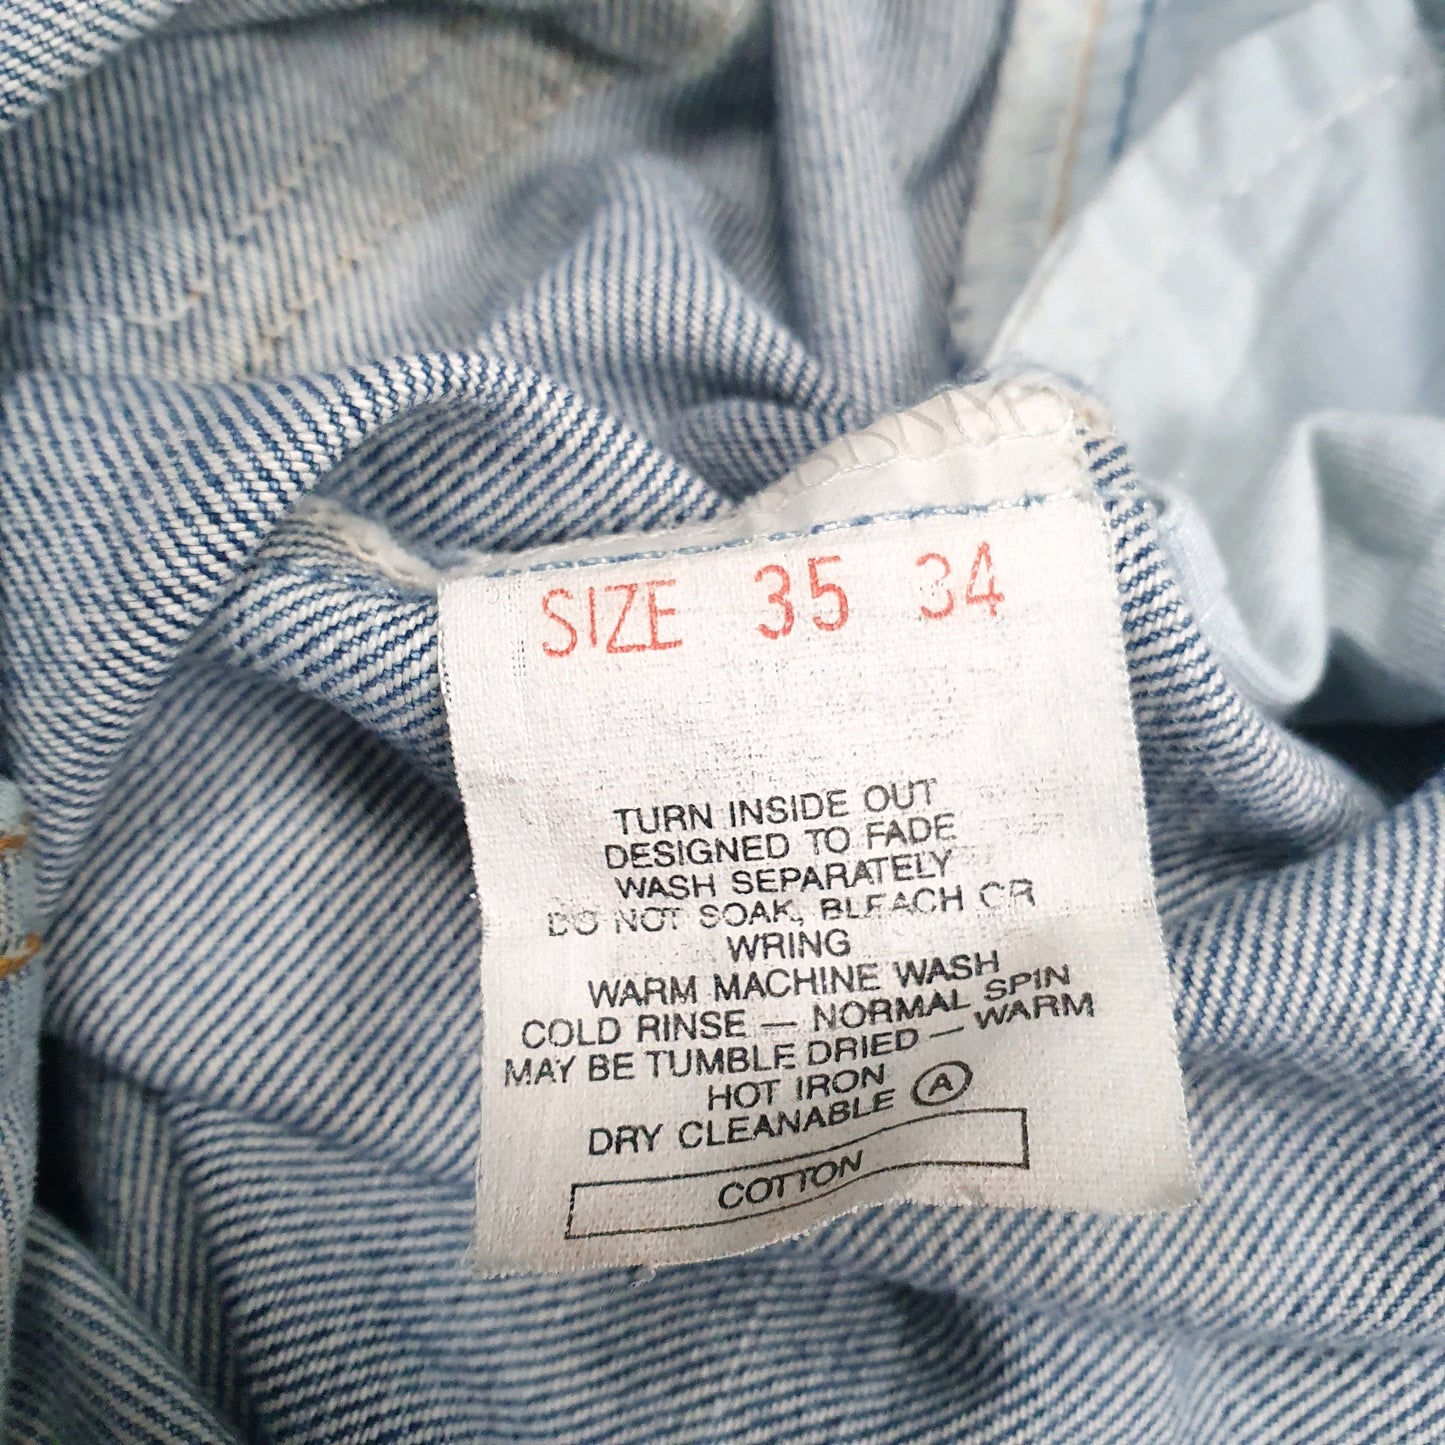 SIZE 35 34
TURN INSIDE OUT
DESIGNED TO FADE
WASH SEPARATELY
DO NOT SOAK, BLEACH OR
WRING
WARM MACHINE WASH
COLD RINSE — NORMAL SPIN
MAY BE TUMBLE DRIED — WARM
HOT IRON
DRY CLEANABLE Ⓐ
COTTON